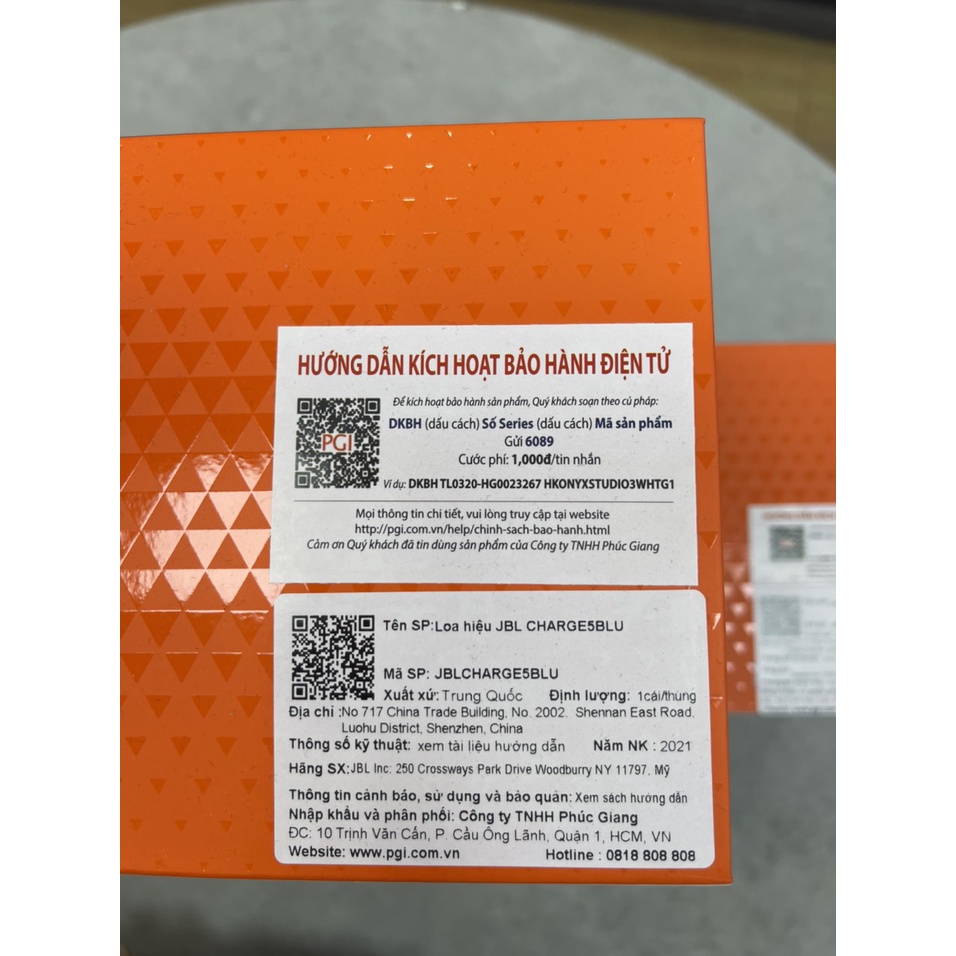 HƯỚNG DẪN KÍCH HOẠT BẢO HÀNH ĐIỆN TỬ
Để kích hoạt bảo hành sản phẩm, Quý khách soạn theo cú pháp:
DKBH (dấu cách) Số Series (dấu cách) Mã sản phẩm
Gửi 6089
Cước phí: 1,000đ/tin nhắn
PGI
Ví dụ: DKBH TL0320-HG0023267 HKONYXSTUDIO3WHTG1
Mọi thông tin chi tiết, vui lòng truy cập tại website
http://pgi.com.vn/help/chinh-sach-bao-hanh.html
Cảm ơn Quý khách đã tin dùng sản phẩm của Công ty TNHH Phúc Giang
Tên SP:Loa hiệu JBL CHARGE5BLU
Mã SP: JBLCHARGE5BLU
Xuất xứ: Trung Quốc Định lượng: 1cái/thùng
Địa chỉ :No 717 China Trade Building, No. 2002. Shennan East Road.
Luohu District, Shenzhen, China
Thông số kỹ thuật: xem tài liệu hướng dẫn Năm NK : 2021
Hãng SX:JBL Inc: 250 Crossways Park Drive Woodburry NY 11797, Mỹ
Thông tin cảnh báo, sử dụng và bảo quản: Xem sách hướng dẫn
Nhập khẩu và phân phối: Công ty TNHH Phúc Giang
ĐC: 10 Trịnh Văn Cấn, P. Cầu Ông Lãnh, Quận 1, HCM, VN
Website: www.pgi.com.vn Hotline : 0818 808 808